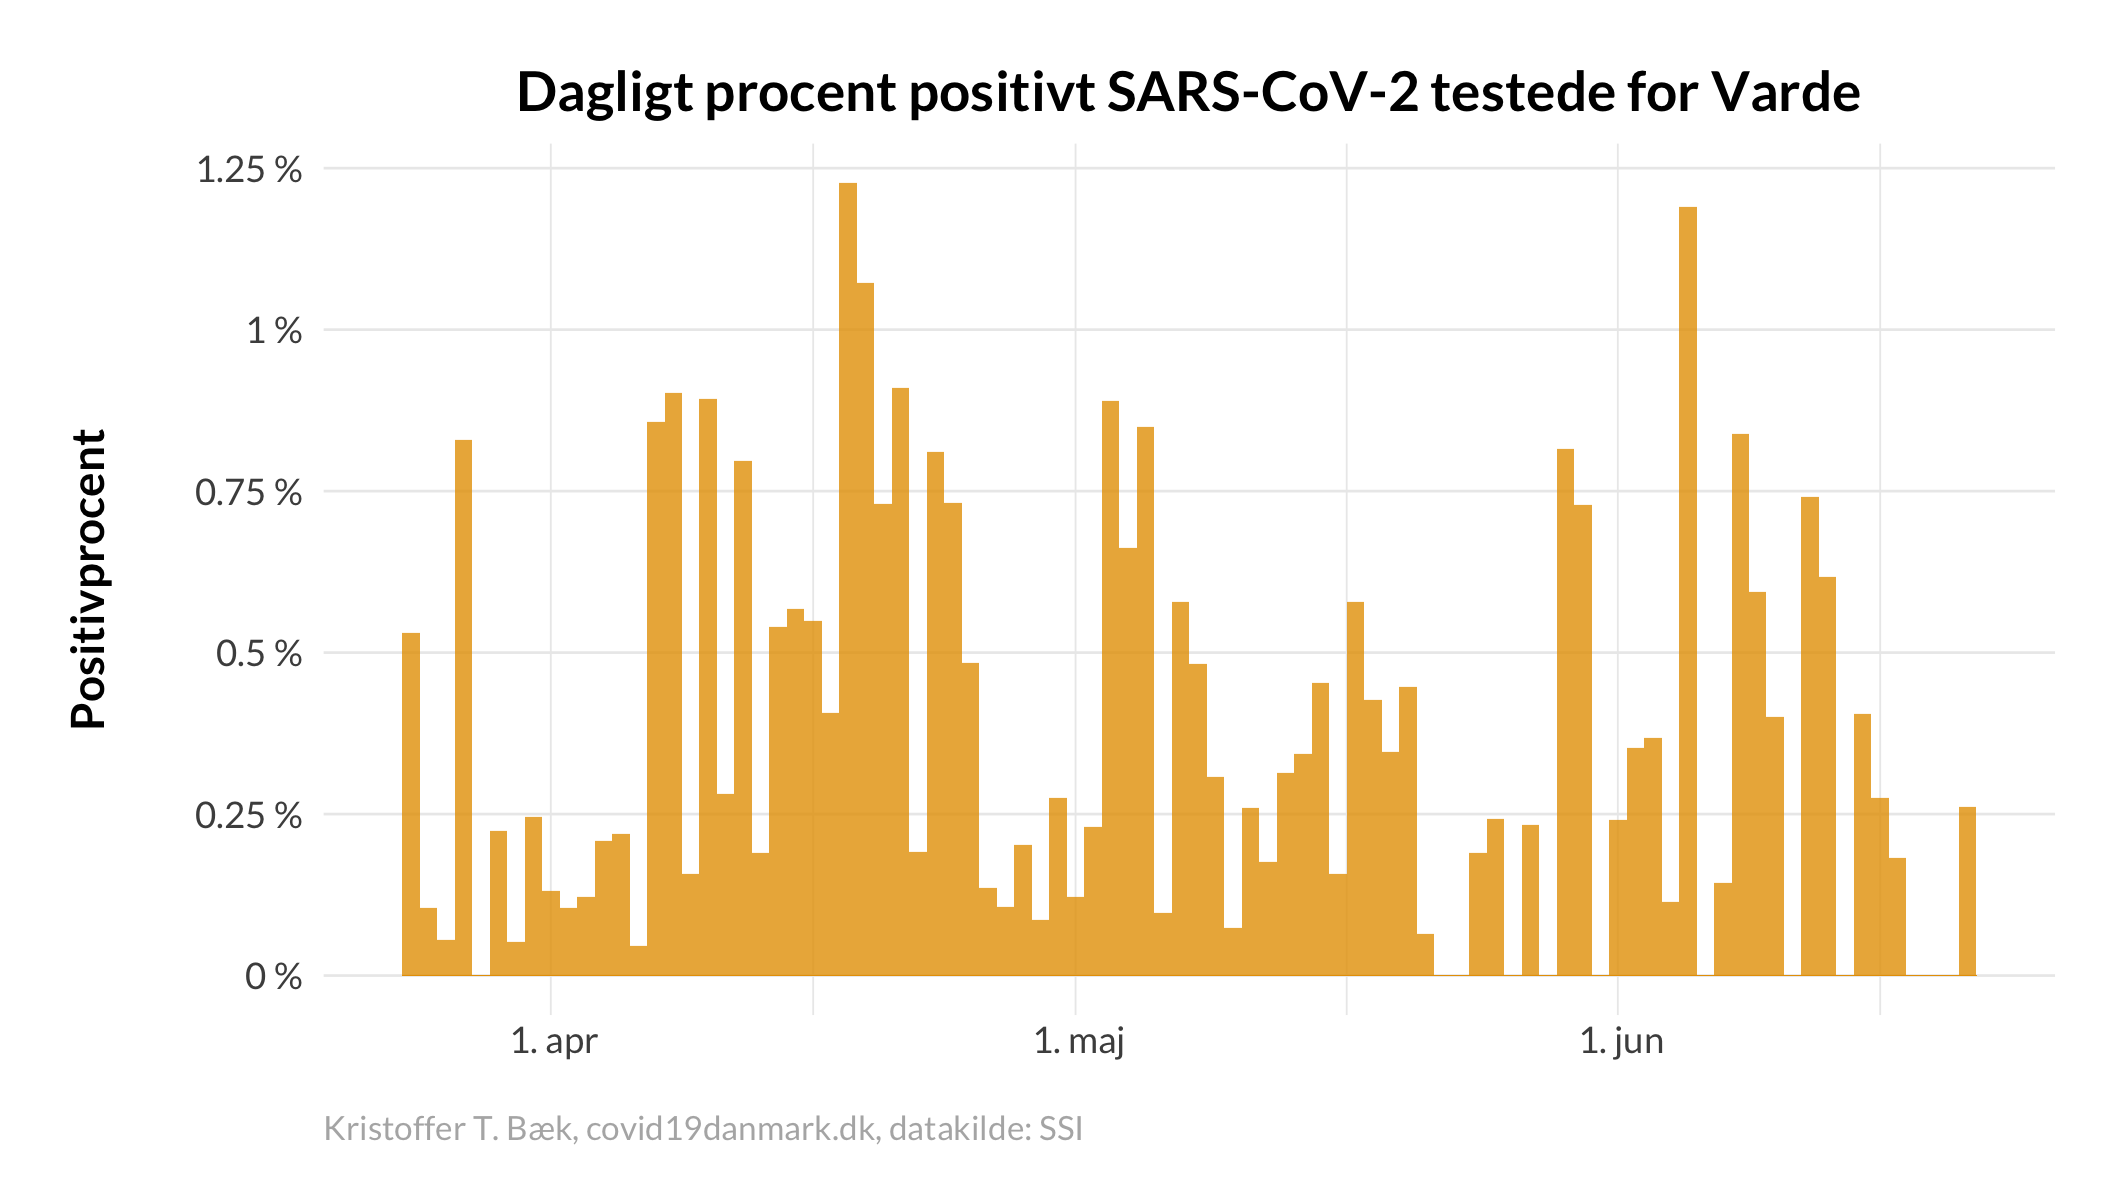 Dagligt procent positivt SARS-CoV-2 testede for Varde
Positivprocent
1.25 %
1 %
0.75 %
0.5 %
0.25 %
0 %
1. apr
1. maj
1. jun
Kristoffer T. Bæk, covid19danmark.dk, datakilde: SSI